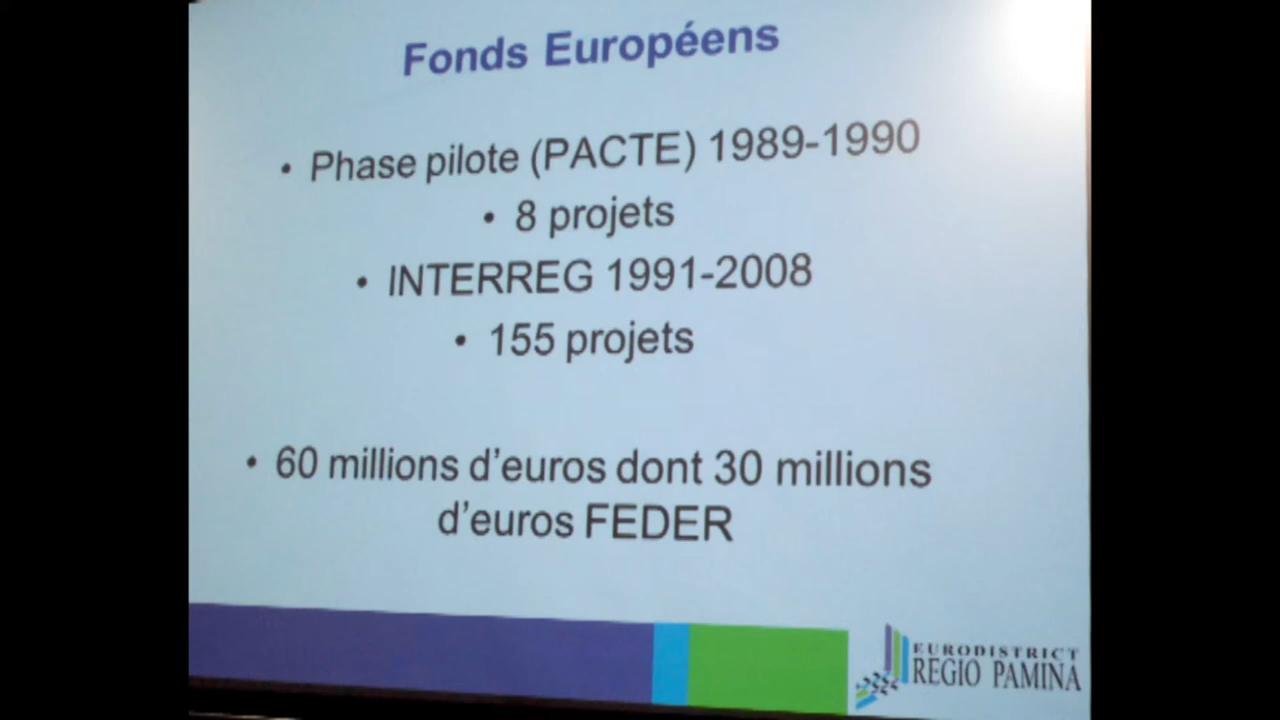 Fonds Européens
• Phase pilote (PACTE) 1989-1990
• 8 projets
• INTERREG 1991-2008
• 155 projets
• 60 millions d'euros dont 30 millions
d'euros FEDER
EURODISTRICT
REGIO PAMINA